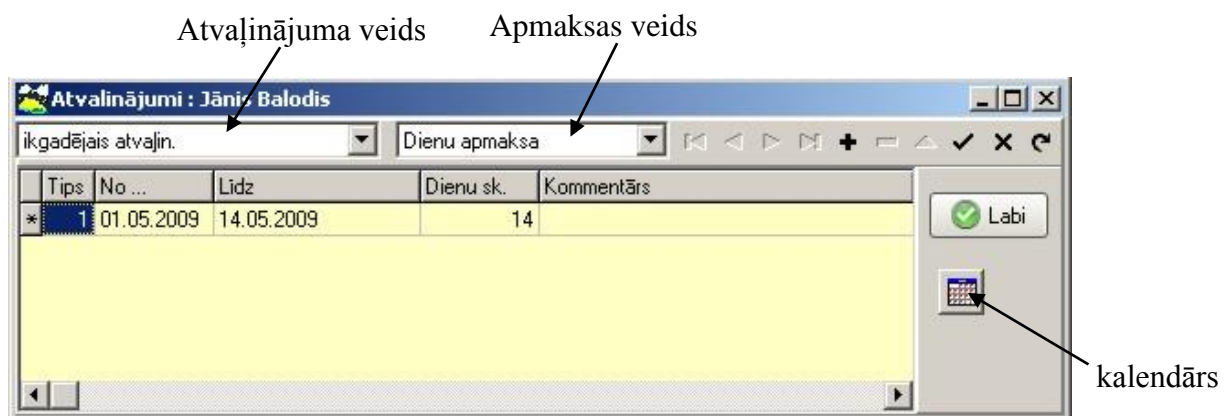 Atvaļinājuma veids Apmaksas veids
Atvalinājumi : Jānis Balodis
ikgadējais atvaļin. Dienu apmaksa
Tips No ... Līdz Dienu sk. Kommentārs
* 1 01.05.2009 14.05.2009 14
Labi
kalendārs